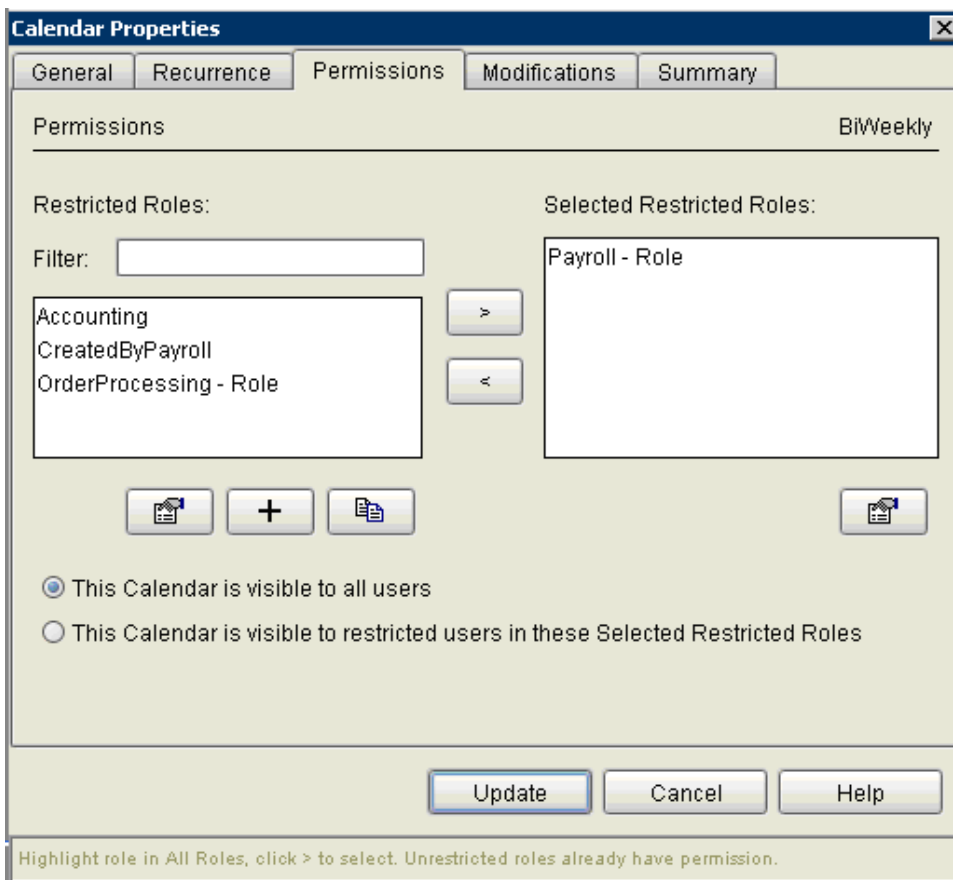 Calendar Properties
General Recurrence Permissions Modifications Summary
Permissions BiWeekly
Restricted Roles: Selected Restricted Roles:
Filter:
Payroll - Role
Accounting
CreatedByPayroll
OrderProcessing - Role
>
<
+
This Calendar is visible to all users
This Calendar is visible to restricted users in these Selected Restricted Roles
Update Cancel Help
Highlight role in All Roles, click > to select. Unrestricted roles already have permission.